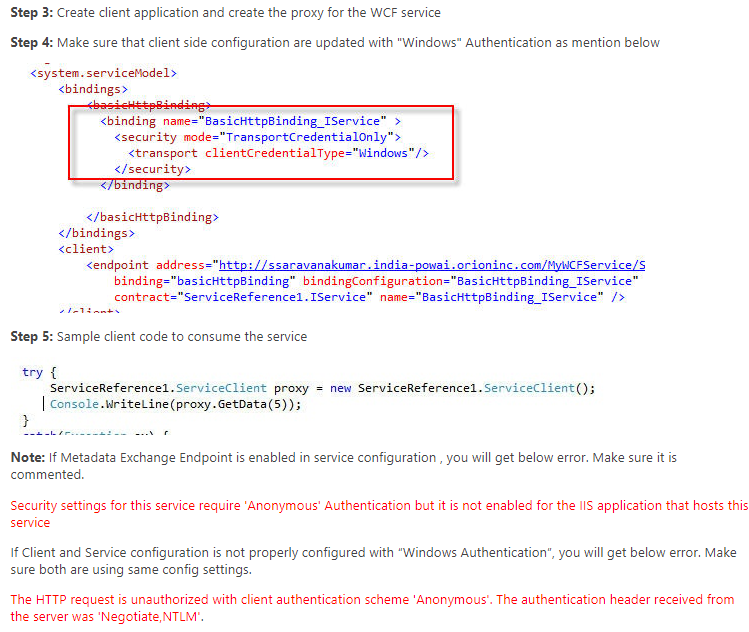 Step 3: Create client application and create the proxy for the WCF service
Step 4: Make sure that client side configuration are updated with "Windows" Authentication as mention below
<system.serviceModel>
<bindings>
<basicHttpBinding>
<binding name="BasicHttpBinding_IService" >
<security mode="TransportCredentialOnly">
<transport clientCredentialType="Windows"/>
</security>
</binding>
</basicHttpBinding>
</bindings>
<client>
<endpoint address="http://ssaravanakumar.india-powai.orioninc.com/MyWCFService/S
binding="basicHttpBinding" bindingConfiguration="BasicHttpBinding_IService"
contract="ServiceReference1.IService" name="BasicHttpBinding_IService" />
</client>
Step 5: Sample client code to consume the service
try {
ServiceReference1.ServiceClient proxy = new ServiceReference1.ServiceClient();
Console.WriteLine(proxy.GetData(5));
}
catch(Exception ex) {
Note: If Metadata Exchange Endpoint is enabled in service configuration , you will get below error. Make sure it is
commented.
Security settings for this service require 'Anonymous' Authentication but it is not enabled for the IIS application that hosts this
service
If Client and Service configuration is not properly configured with “Windows Authentication”, you will get below error. Make
sure both are using same config settings.
The HTTP request is unauthorized with client authentication scheme 'Anonymous'. The authentication header received from
the server was 'Negotiate,NTLM'.